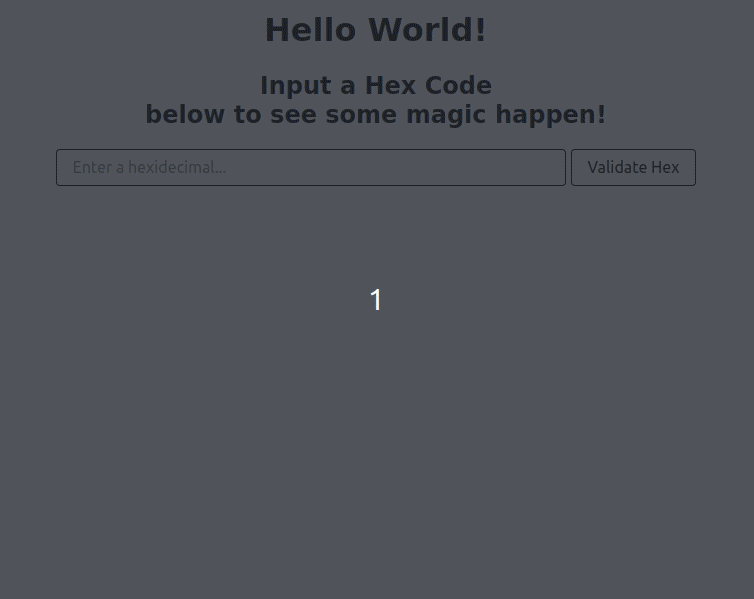 Hello World!
Input a Hex Code
below to see some magic happen!
Enter a hexidecimal...
Validate Hex
1